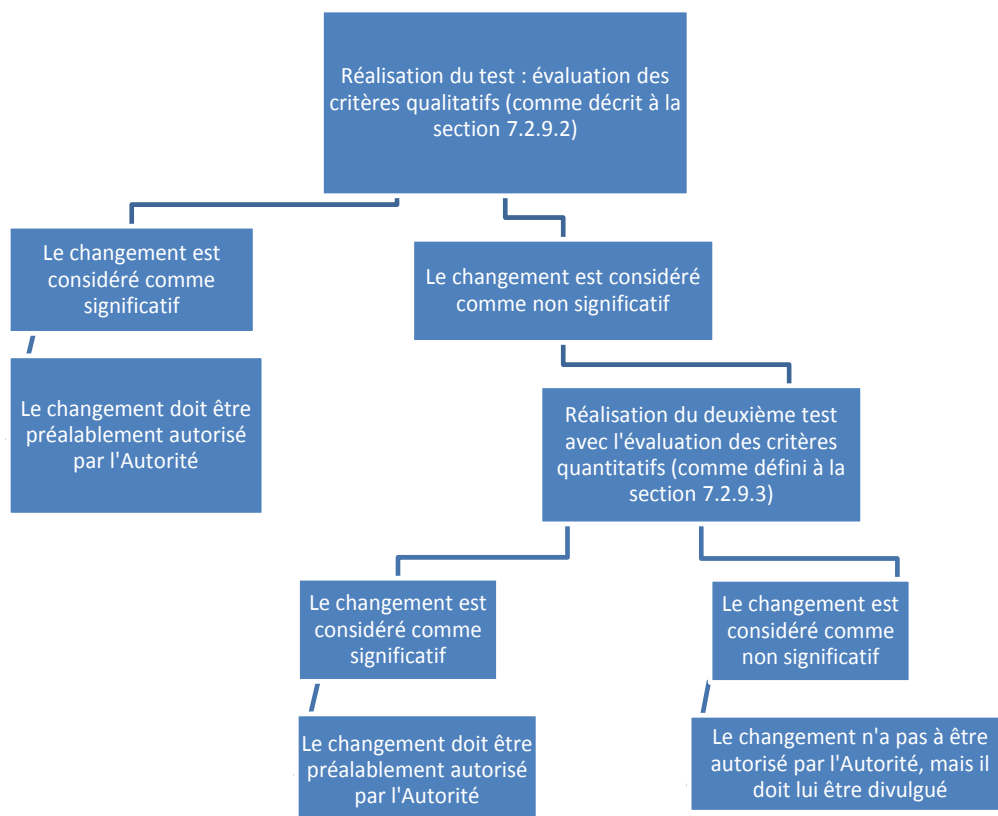 Réalisation du test : évaluation des
critères qualitatifs (comme décrit à la
section 7.2.9.2)
Le changement est
considéré comme
significatif
Le changement est considéré
comme non significatif
Le changement doit être
préalablement autorisé
par l'Autorité
Réalisation du deuxième test
avec l'évaluation des critères
quantitatifs (comme défini à la
section 7.2.9.3)
Le changement est
considéré comme
significatif
Le changement est
considéré comme
non significatif
Le changement doit être
préalablement autorisé
par l'Autorité
Le changement n'a pas à être
autorisé par l'Autorité, mais il
doit lui être divulgué